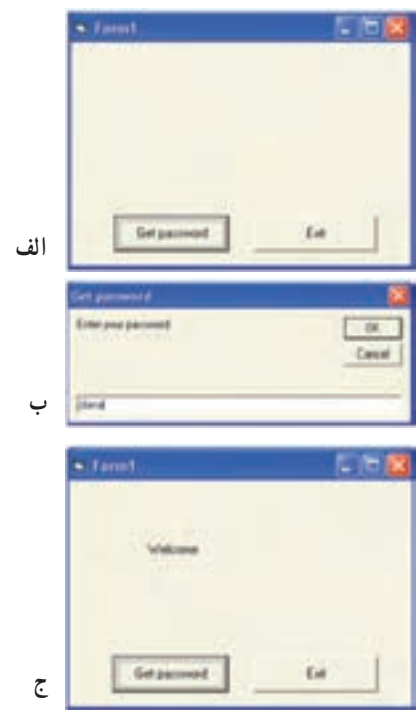 Form1
Get password
Exit
الف
Get password
Enter your password
OK
Cancel
ب
Form1
Welcome
Get password
Exit
ج